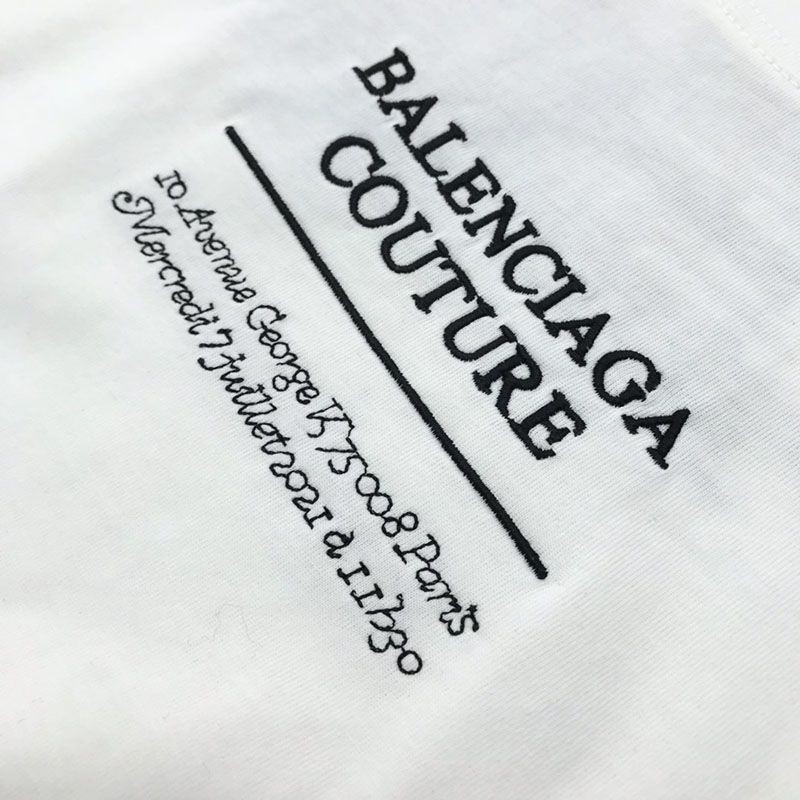 BALENCIAGA
COUTURE
10 Avenue George V, 75008 Paris
Mercredi 7 juillet 2021 à 11h30